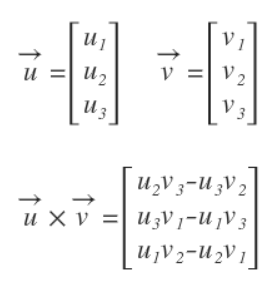 →u = [u₁ u₂ u₃] →v = [v₁ v₂ v₃]
→u × →v = [u₂v₃-u₃v₂
u₃v₁-u₁v₃
u₁v₂-u₂v₁]